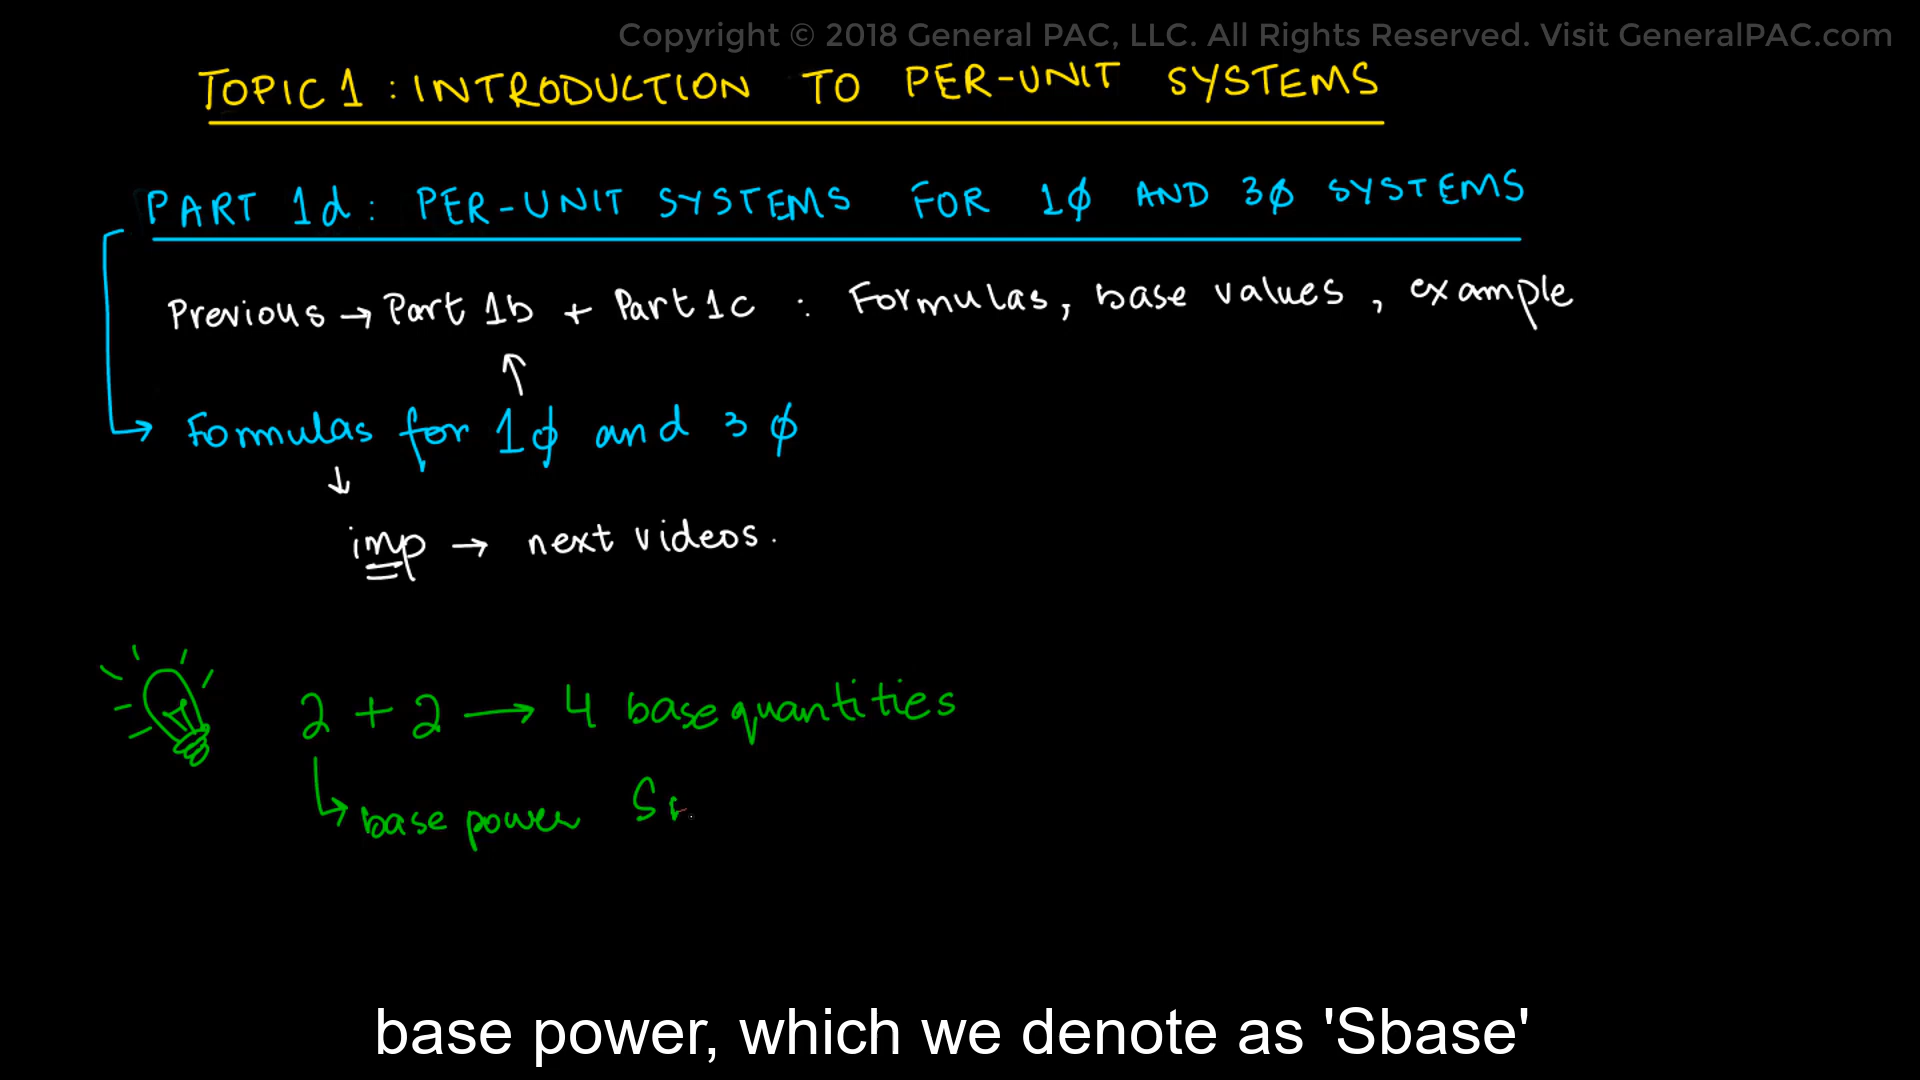 Copyright © 2018 General PAC, LLC. All Rights Reserved. Visit GeneralPAC.com
TOPIC 1 : INTRODUCTION TO PER-UNIT SYSTEMS
PART 1d : PER-UNIT SYSTEMS FOR 1ϕ AND 3ϕ SYSTEMS
Previous → Part 1b + Part 1c : Formulas, base values, example
Formulas for 1ϕ and 3ϕ
imp → next videos.
2 + 2 → 4 base quantities
base power S
base power, which we denote as 'Sbase'